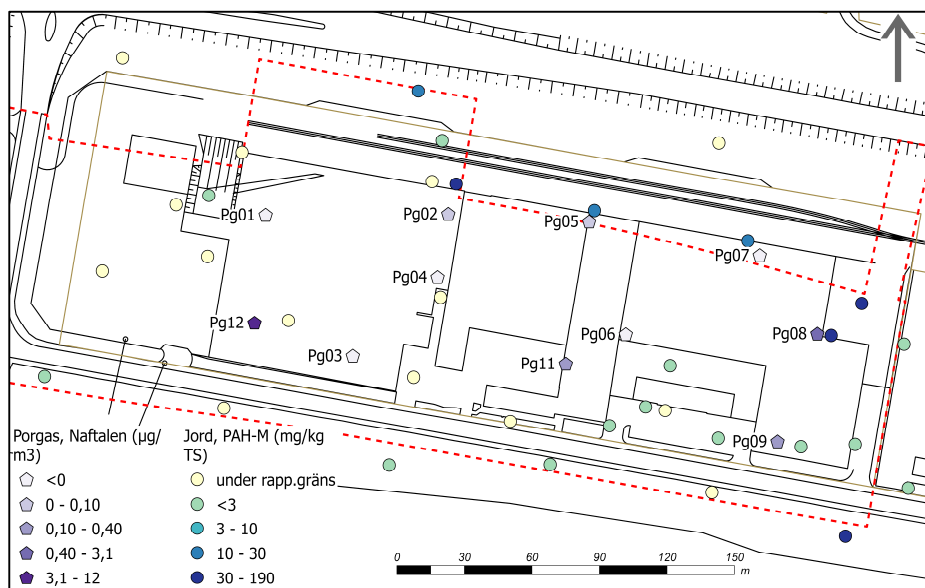 Pg01
Pg02
Pg05
Pg07
Pg04
Pg12
Pg06
Pg08
Pg03
Pg11
Pg09
Porgas, Naftalen (µg/
m3)
<0
0 - 0,10
0,10 - 0,40
0,40 - 3,1
3,1 - 12
Jord, PAH-M (mg/kg
TS)
under rapp.gräns
<3
3 - 10
10 - 30
30 - 190
0 30 60 90 120 150
m